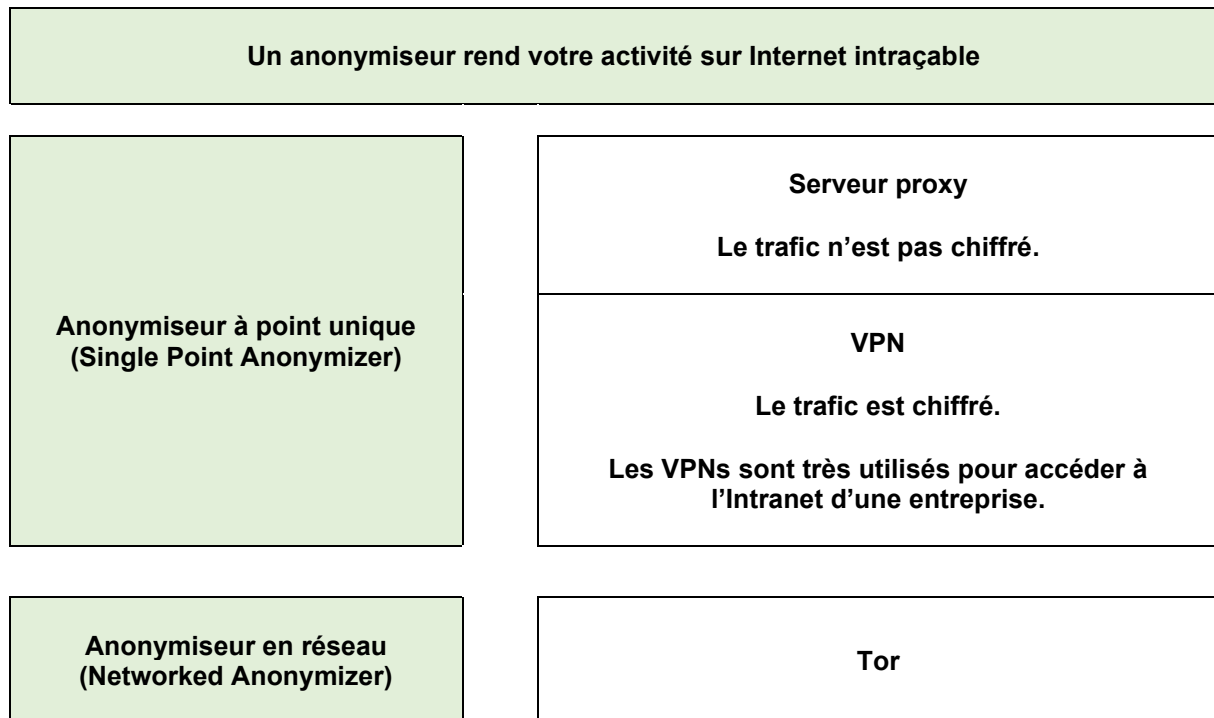 Un anonymiseur rend votre activité sur Internet intraçable
Anonymiseur à point unique
(Single Point Anonymizer)
Serveur proxy
Le trafic n’est pas chiffré.
VPN
Le trafic est chiffré.
Les VPNs sont très utilisés pour accéder à
l’Intranet d’une entreprise.
Anonymiseur en réseau
(Networked Anonymizer)
Tor